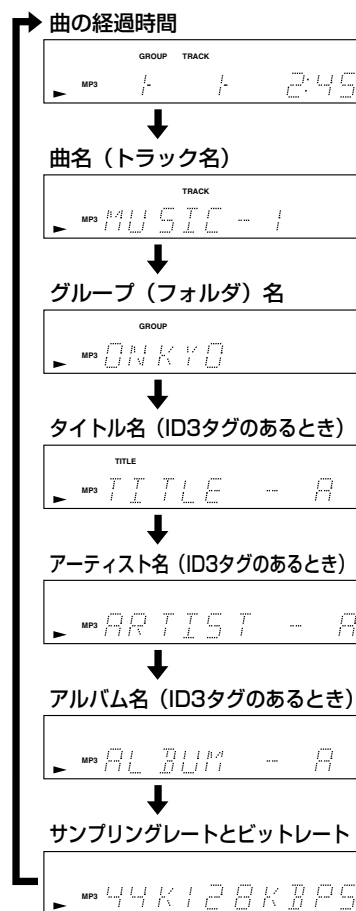 曲の経過時間
GROUP TRACK
MP3 1- 1- 2:45
曲名（トラック名）
TRACK
MP3 MUSIC - 1
グループ（フォルダ）名
GROUP
MP3 ONKYO
タイトル名（ID3タグのあるとき）
TITLE
MP3 TITLE - A
アーティスト名（ID3タグのあるとき）
MP3 ARTIST - A
アルバム名（ID3タグのあるとき）
MP3 ALBUM - A
サンプリングレートとビットレート
MP3 44K128KBPS